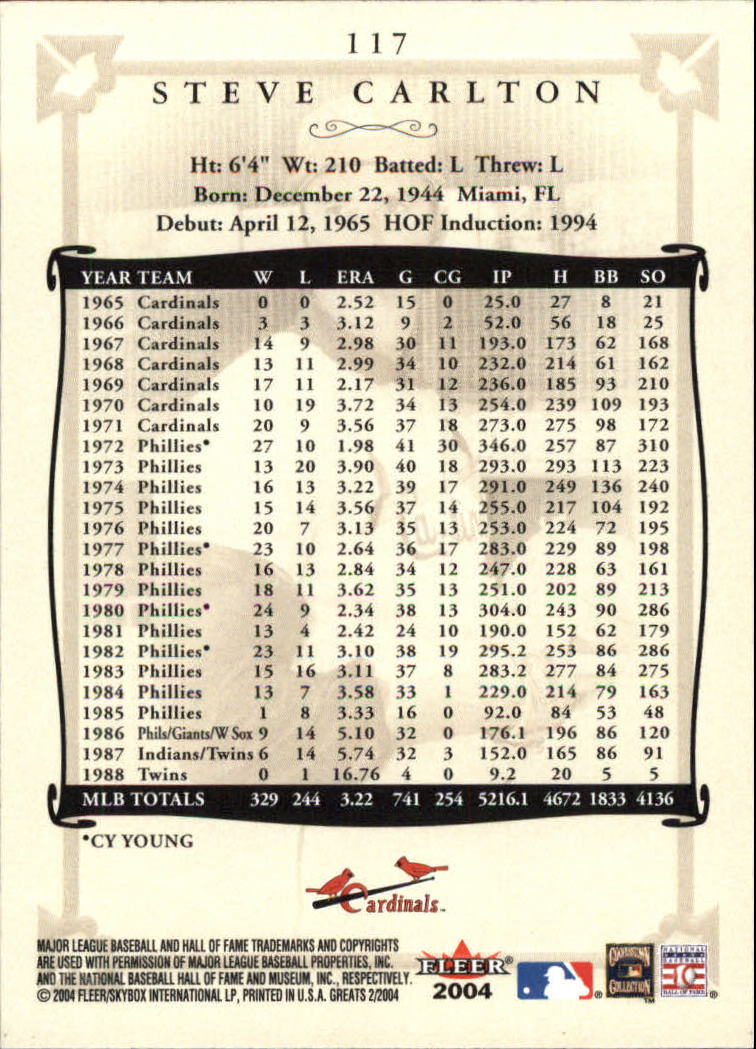 117
STEVE CARLTON
Ht: 6'4" Wt: 210 Batted: L Threw: L
Born: December 22, 1944 Miami, FL
Debut: April 12, 1965 HOF Induction: 1994
YEAR TEAM W L ERA G CG IP H BB SO
1965 Cardinals 0 0 2.52 15 0 25.0 27 8 21
1966 Cardinals 3 3 3.12 9 2 52.0 56 18 25
1967 Cardinals 14 9 2.98 30 11 193.0 173 62 168
1968 Cardinals 13 11 2.99 34 10 232.0 214 61 162
1969 Cardinals 17 11 2.17 31 12 236.0 185 93 210
1970 Cardinals 10 19 3.72 34 13 254.0 239 109 193
1971 Cardinals 20 9 3.56 37 18 273.0 275 98 172
1972 Phillies* 27 10 1.98 41 30 346.0 257 87 310
1973 Phillies 13 20 3.90 40 18 293.0 293 113 223
1974 Phillies 16 13 3.22 39 17 291.0 249 136 240
1975 Phillies 15 14 3.56 37 14 255.0 217 104 192
1976 Phillies 20 7 3.13 35 13 253.0 224 72 195
1977 Phillies* 23 10 2.64 36 17 283.0 229 89 198
1978 Phillies 16 13 2.84 34 12 247.0 228 63 161
1979 Phillies 18 11 3.62 35 13 251.0 202 89 213
1980 Phillies* 24 9 2.34 38 13 304.0 243 90 286
1981 Phillies 13 4 2.42 24 10 190.0 152 62 179
1982 Phillies* 23 11 3.10 38 19 295.2 253 86 286
1983 Phillies 15 16 3.11 37 8 283.2 277 84 275
1984 Phillies 13 7 3.58 33 1 229.0 214 79 163
1985 Phillies 1 8 3.33 16 0 92.0 84 53 48
1986 Phils/Giants/W Sox 9 14 5.10 32 0 176.1 196 86 120
1987 Indians/Twins 6 14 5.74 32 3 152.0 165 86 91
1988 Twins 0 1 16.76 4 0 9.2 20 5 5
MLB TOTALS 329 244 3.22 741 254 5216.1 4672 1833 4136
*CY YOUNG
Cardinals™
MAJOR LEAGUE BASEBALL AND HALL OF FAME TRADEMARKS AND COPYRIGHTS
ARE USED WITH PERMISSION OF MAJOR LEAGUE BASEBALL PROPERTIES, INC.
AND THE NATIONAL BASEBALL HALL OF FAME AND MUSEUM, INC., RESPECTIVELY.
© 2004 FLEER/SKYBOX INTERNATIONAL LP, PRINTED IN U.S.A. GREATS 2/2004
FLEER®
2004
®
COOPERSTOWN
COLLECTION
™
NATIONAL
BASEBALL
HALL OF FAME
®